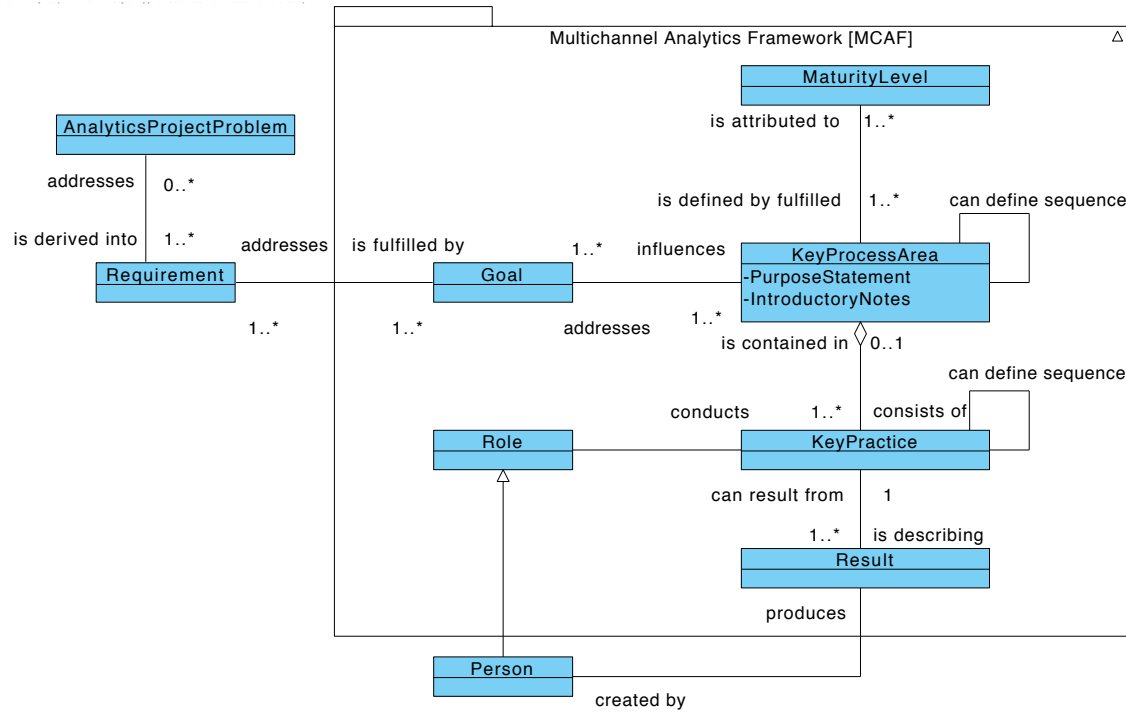 Multichannel Analytics Framework [MCAF]
MaturityLevel
is attributed to
1..*
AnalyticsProjectProblem
addresses
0..*
is defined by fulfilled
1..*
can define sequence
is derived into
1..*
addresses
is fulfilled by
1..*
influences
KeyProcessArea
-PurposeStatement
-IntroductoryNotes
Requirement
Goal
1..*
1..*
addresses
1..*
is contained in
0..1
can define sequence
conducts
1..*
consists of
Role
KeyPractice
can result from
1
1..*
is describing
Result
produces
Person
created by